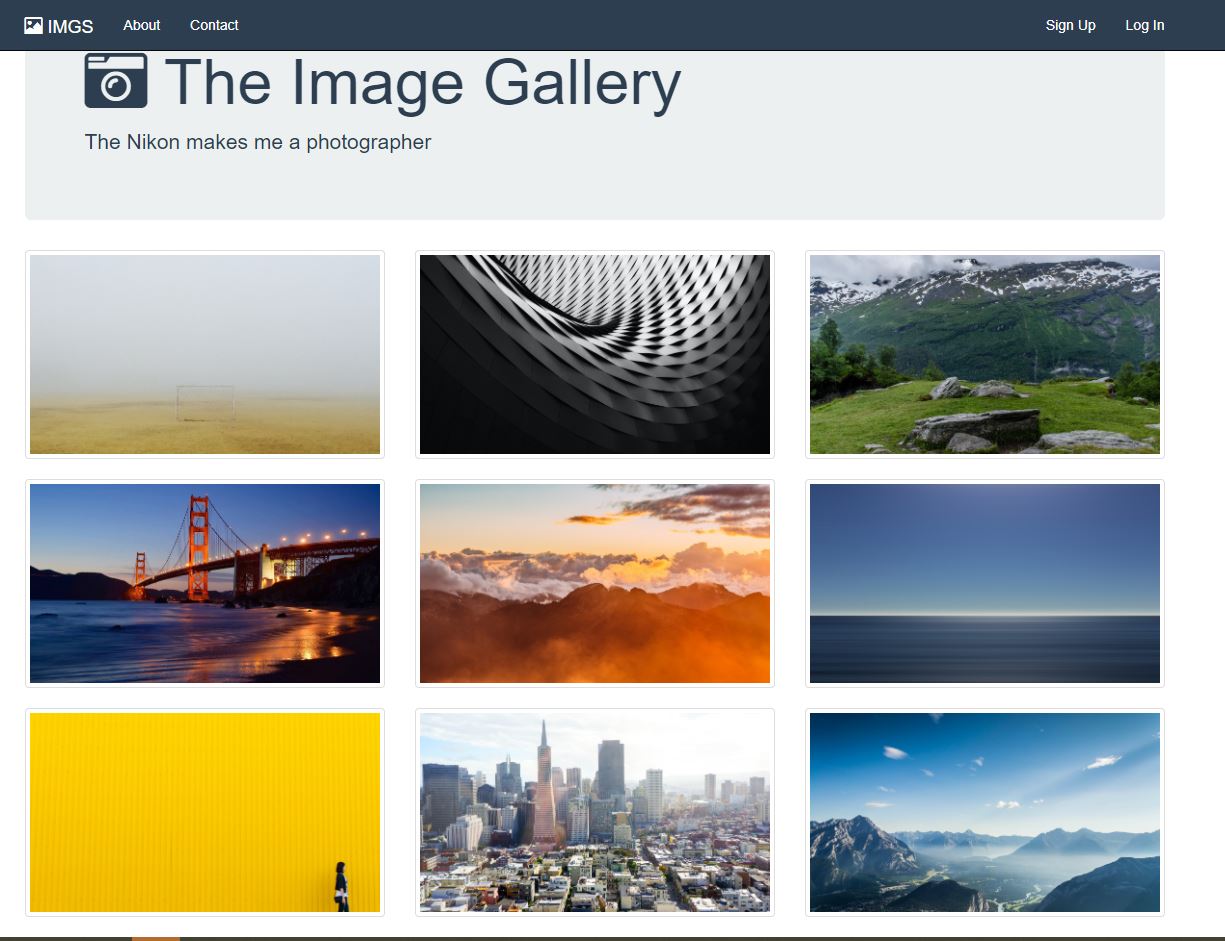 IMGS About Contact Sign Up Log In
The Image Gallery
The Nikon makes me a photographer